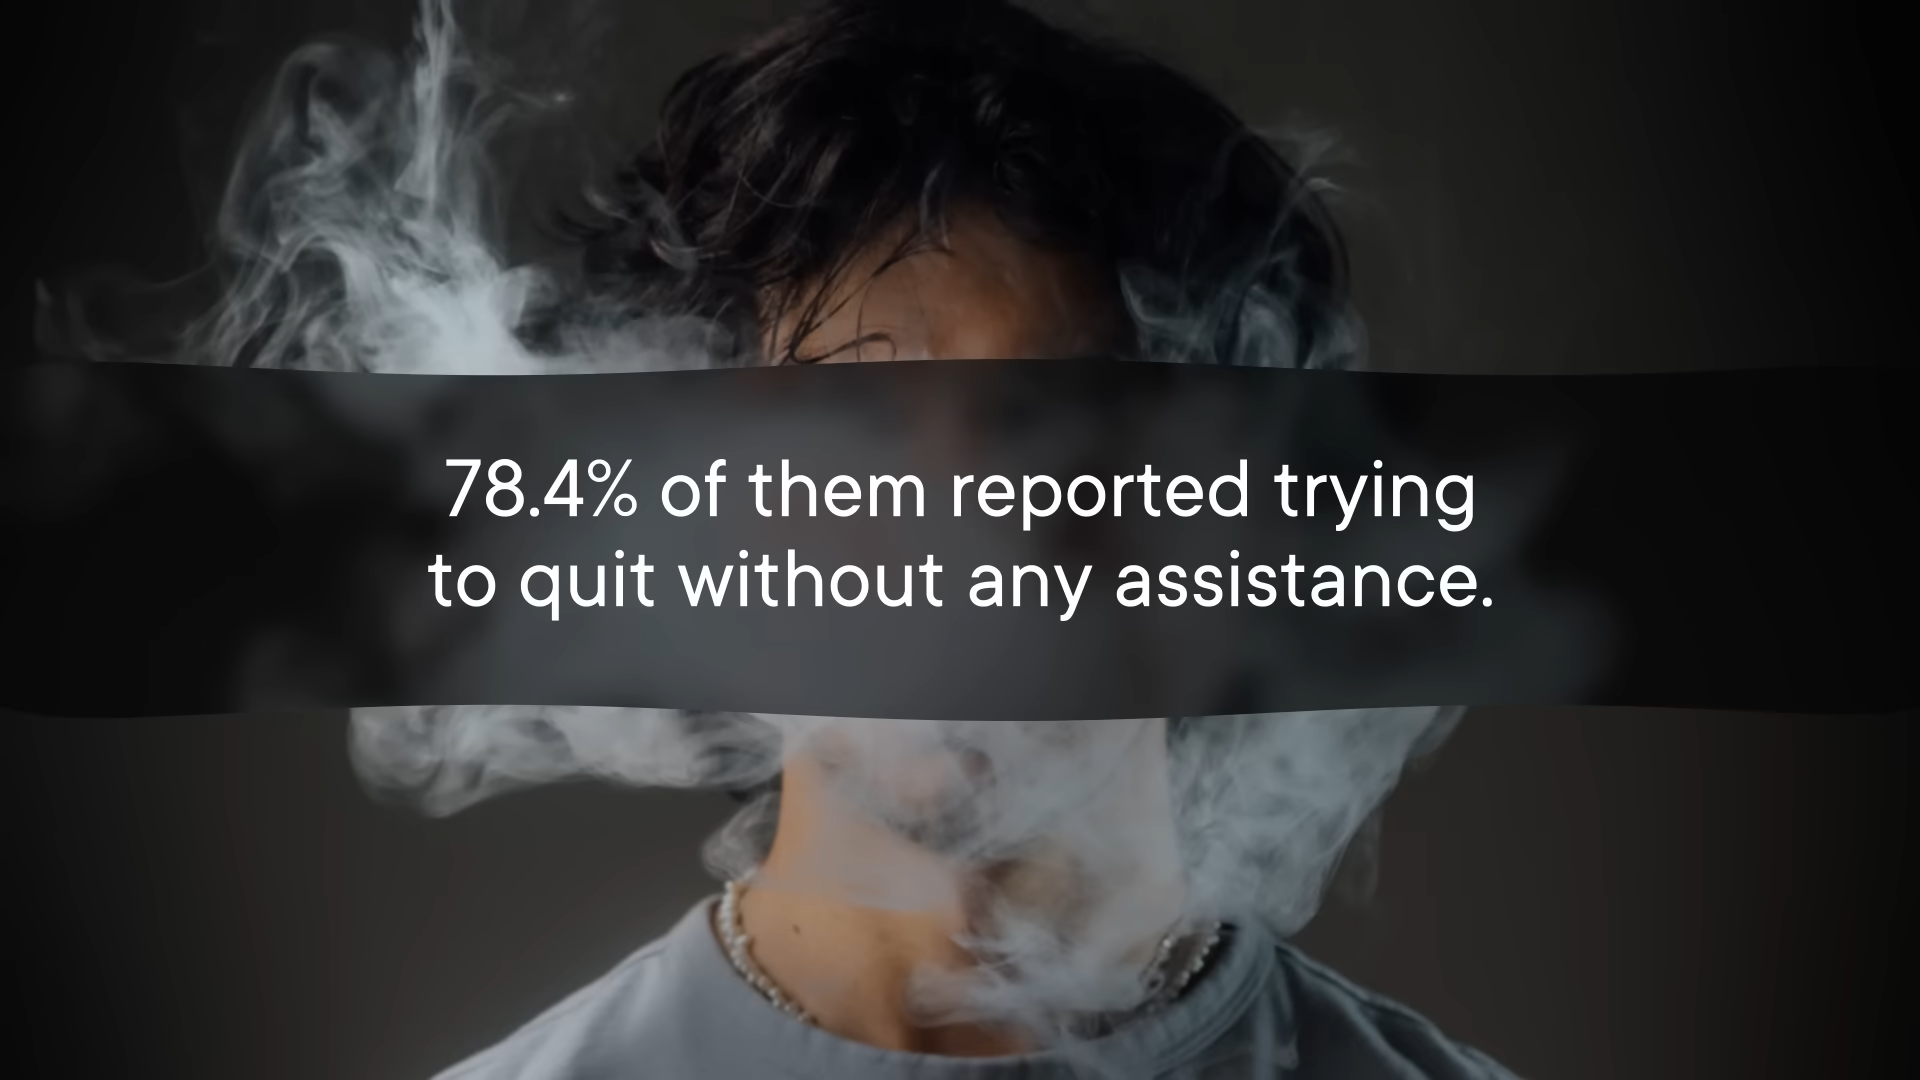 78.4% of them reported trying
to quit without any assistance.